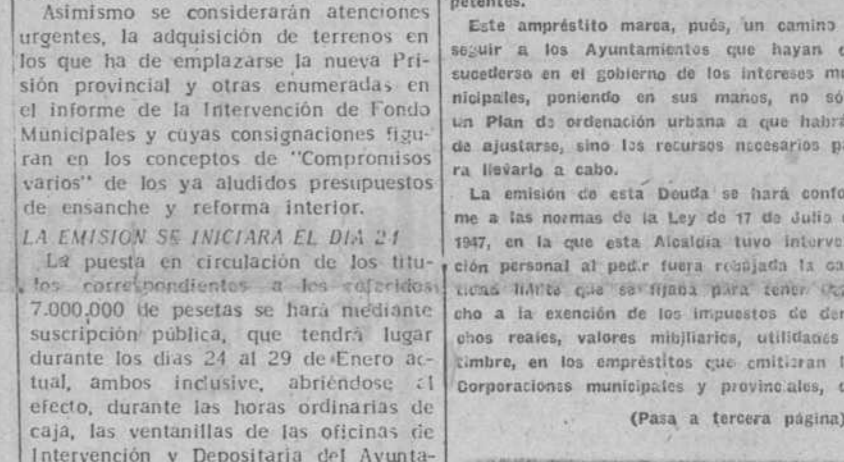 Asimismo se considerarán atenciones
urgentes, la adquisición de terrenos en
los que ha de emplazarse la nueva Pri-
sión provincial y otras enumeradas en
el informe de la Intervención de Fondo
Municipales y cuyas consignaciones figu-
ran en los conceptos de "Compromisos
varios" de los ya aludidos presupuestos
de ensanche y reforma interior.
LA EMISION SE INICIARA EL DIA 24
La puesta en circulación de los títu-
los correspondientes a los referidos
7.000,000 de pesetas se hará mediante
suscripción pública, que tendrá lugar
durante los días 24 al 29 de Enero ac-
tual, ambos inclusive, abriéndose al
efecto, durante las horas ordinarias de
caja, las ventanillas de las oficinas de
Intervención y Depositaría del Ayunta-
petentes.
Este empréstito marca, pués, un camino
seguir a los Ayuntamientos que hayan d
sucederse en el gobierno de los intereses mu
nicipales, poniendo en sus manos, no só
un Plan de ordenación urbana a que habrá
de ajustarse, sino los recursos necesarios pa
ra llevarlo a cabo.
La emisión de esta Deuda se hará confo
me a las normas de la Ley de 17 de Julio
1947, en la que esta Alcaldía tuvo interve
ción personal al pedir fuera rebajada la ca
que se fijaba para tener
cho a la exención de los impuestos de der
chos reales, valores mibjliarios, utilidades
timbre, en los empréstitos que emitieran l
Corporaciones municipales y provinciales,
(Pasa a tercera página)